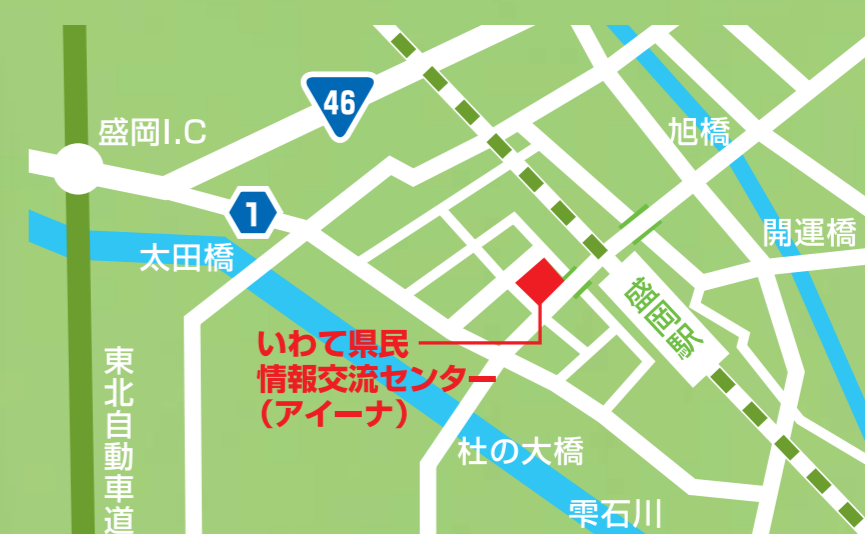 46
盛岡I.C
旭橋
1
開運橋
太田橋
盛岡駅
いわて県民
情報交流センター
（アイーナ）
東北自動車道
杜の大橋
雫石川